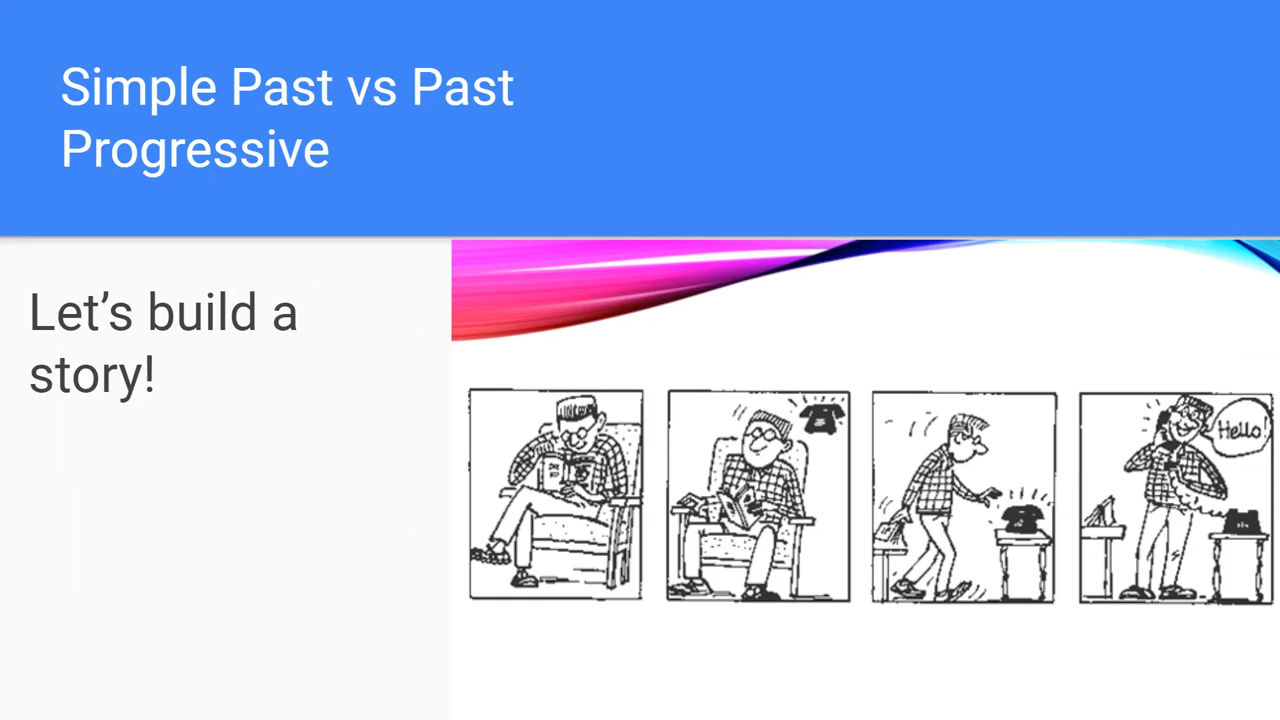 Simple Past vs Past
Progressive
Let’s build a
story!
Hello!